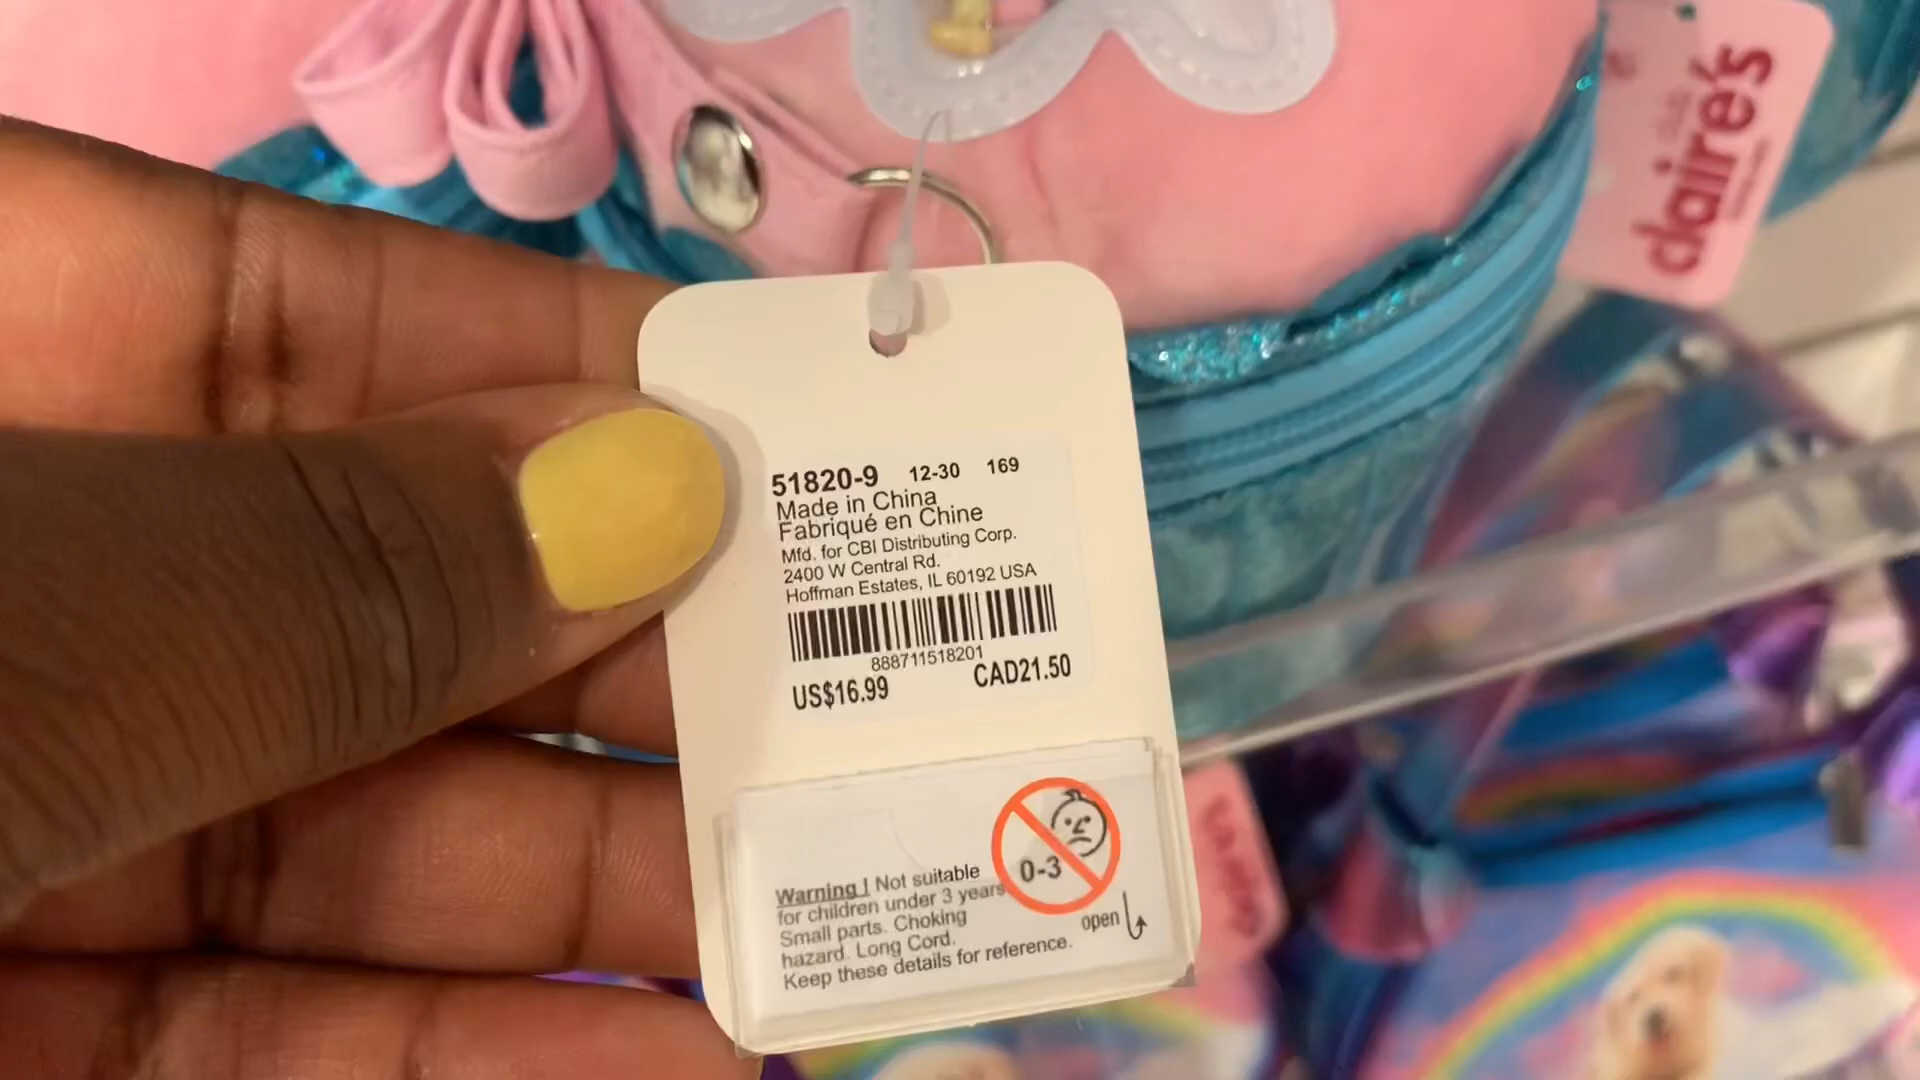 claire's
51820-9 12-30 169
Made in China
Fabriqué en Chine
Mfd. for CBI Distributing Corp.
2400 W Central Rd.
Hoffman Estates, IL 60192 USA
888711518201
US$16.99 CAD21.50
0-3
Warning ! Not suitable
for children under 3 years
Small parts. Choking
hazard. Long Cord.
Keep these details for reference.
open